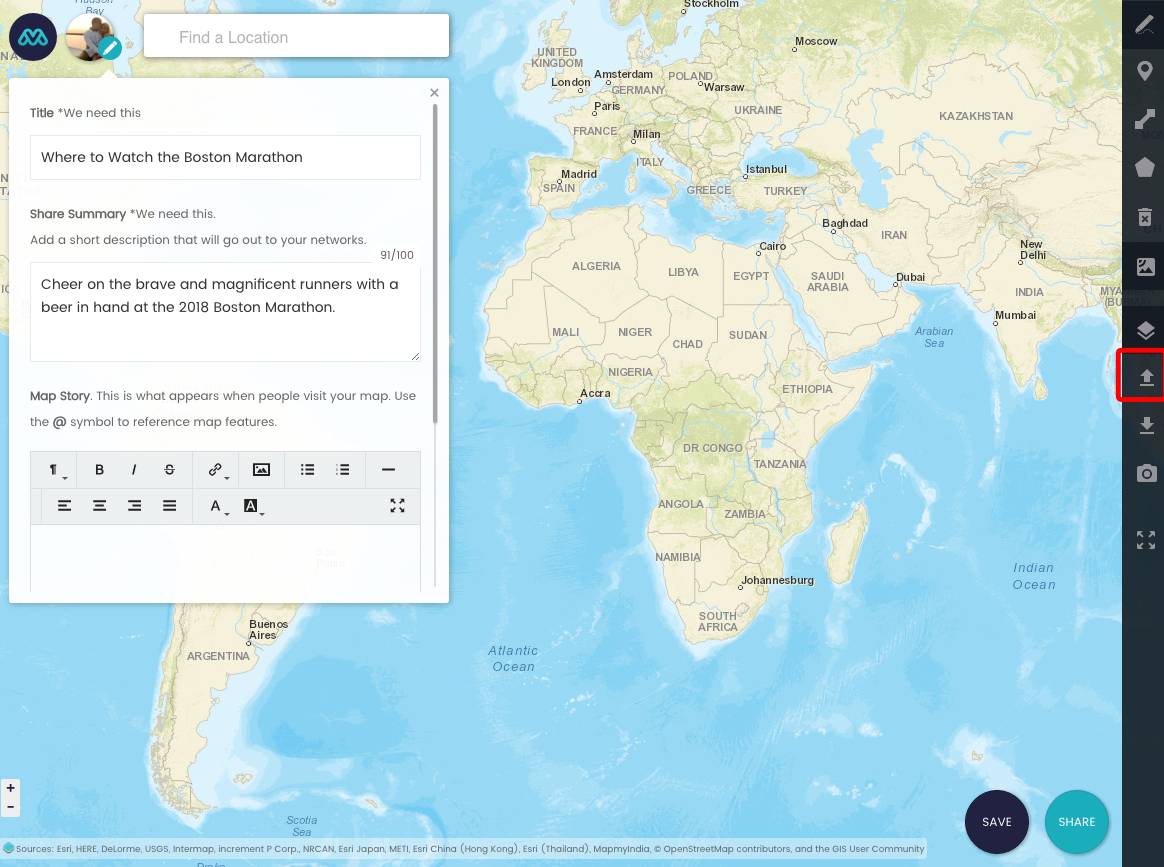 Hudson
Bay
Find a Location
Title *We need this
Where to Watch the Boston Marathon
Share Summary *We need this.
Add a short description that will go out to your networks.
91/100
Cheer on the brave and magnificent runners with a
beer in hand at the 2018 Boston Marathon.
Map Story. This is what appears when people visit your map. Use
the @ symbol to reference map features.
Stockholm
Moscow
UNITED
KINGDOM
Amsterdam
London
POLAND
GERMANY
Warsaw
Paris
UKRAINE
KAZAKHSTAN
FRANCE
Milan
ITALY
Madrid
SPAIN
Istanbul
GREECE
TURKEY
Baghdad
IRAN
Cairo
New
Delhi
ALGERIA
LIBYA
EGYPT
SAUDI
ARABIA
Dubai
INDIA
Mumbai
MALI
NIGER
CHAD
SUDAN
Arabian
Sea
NIGERIA
Accra
ETHIOPIA
DR CONGO
TANZANIA
ANGOLA
ZAMBIA
NAMIBIA
Johannesburg
Indian
Ocean
SOUTH
AFRICA
Buenos
Aires
ARGENTINA
Atlantic
Ocean
+
−
Scotia
Sea
SAVE
SHARE
Sources: Esri, HERE, DeLorme, USGS, Intermap, increment P Corp., NRCAN, Esri Japan, METI, Esri China (Hong Kong), Esri (Thailand), MapmyIndia, © OpenStreetMap contributors, and the GIS User Community